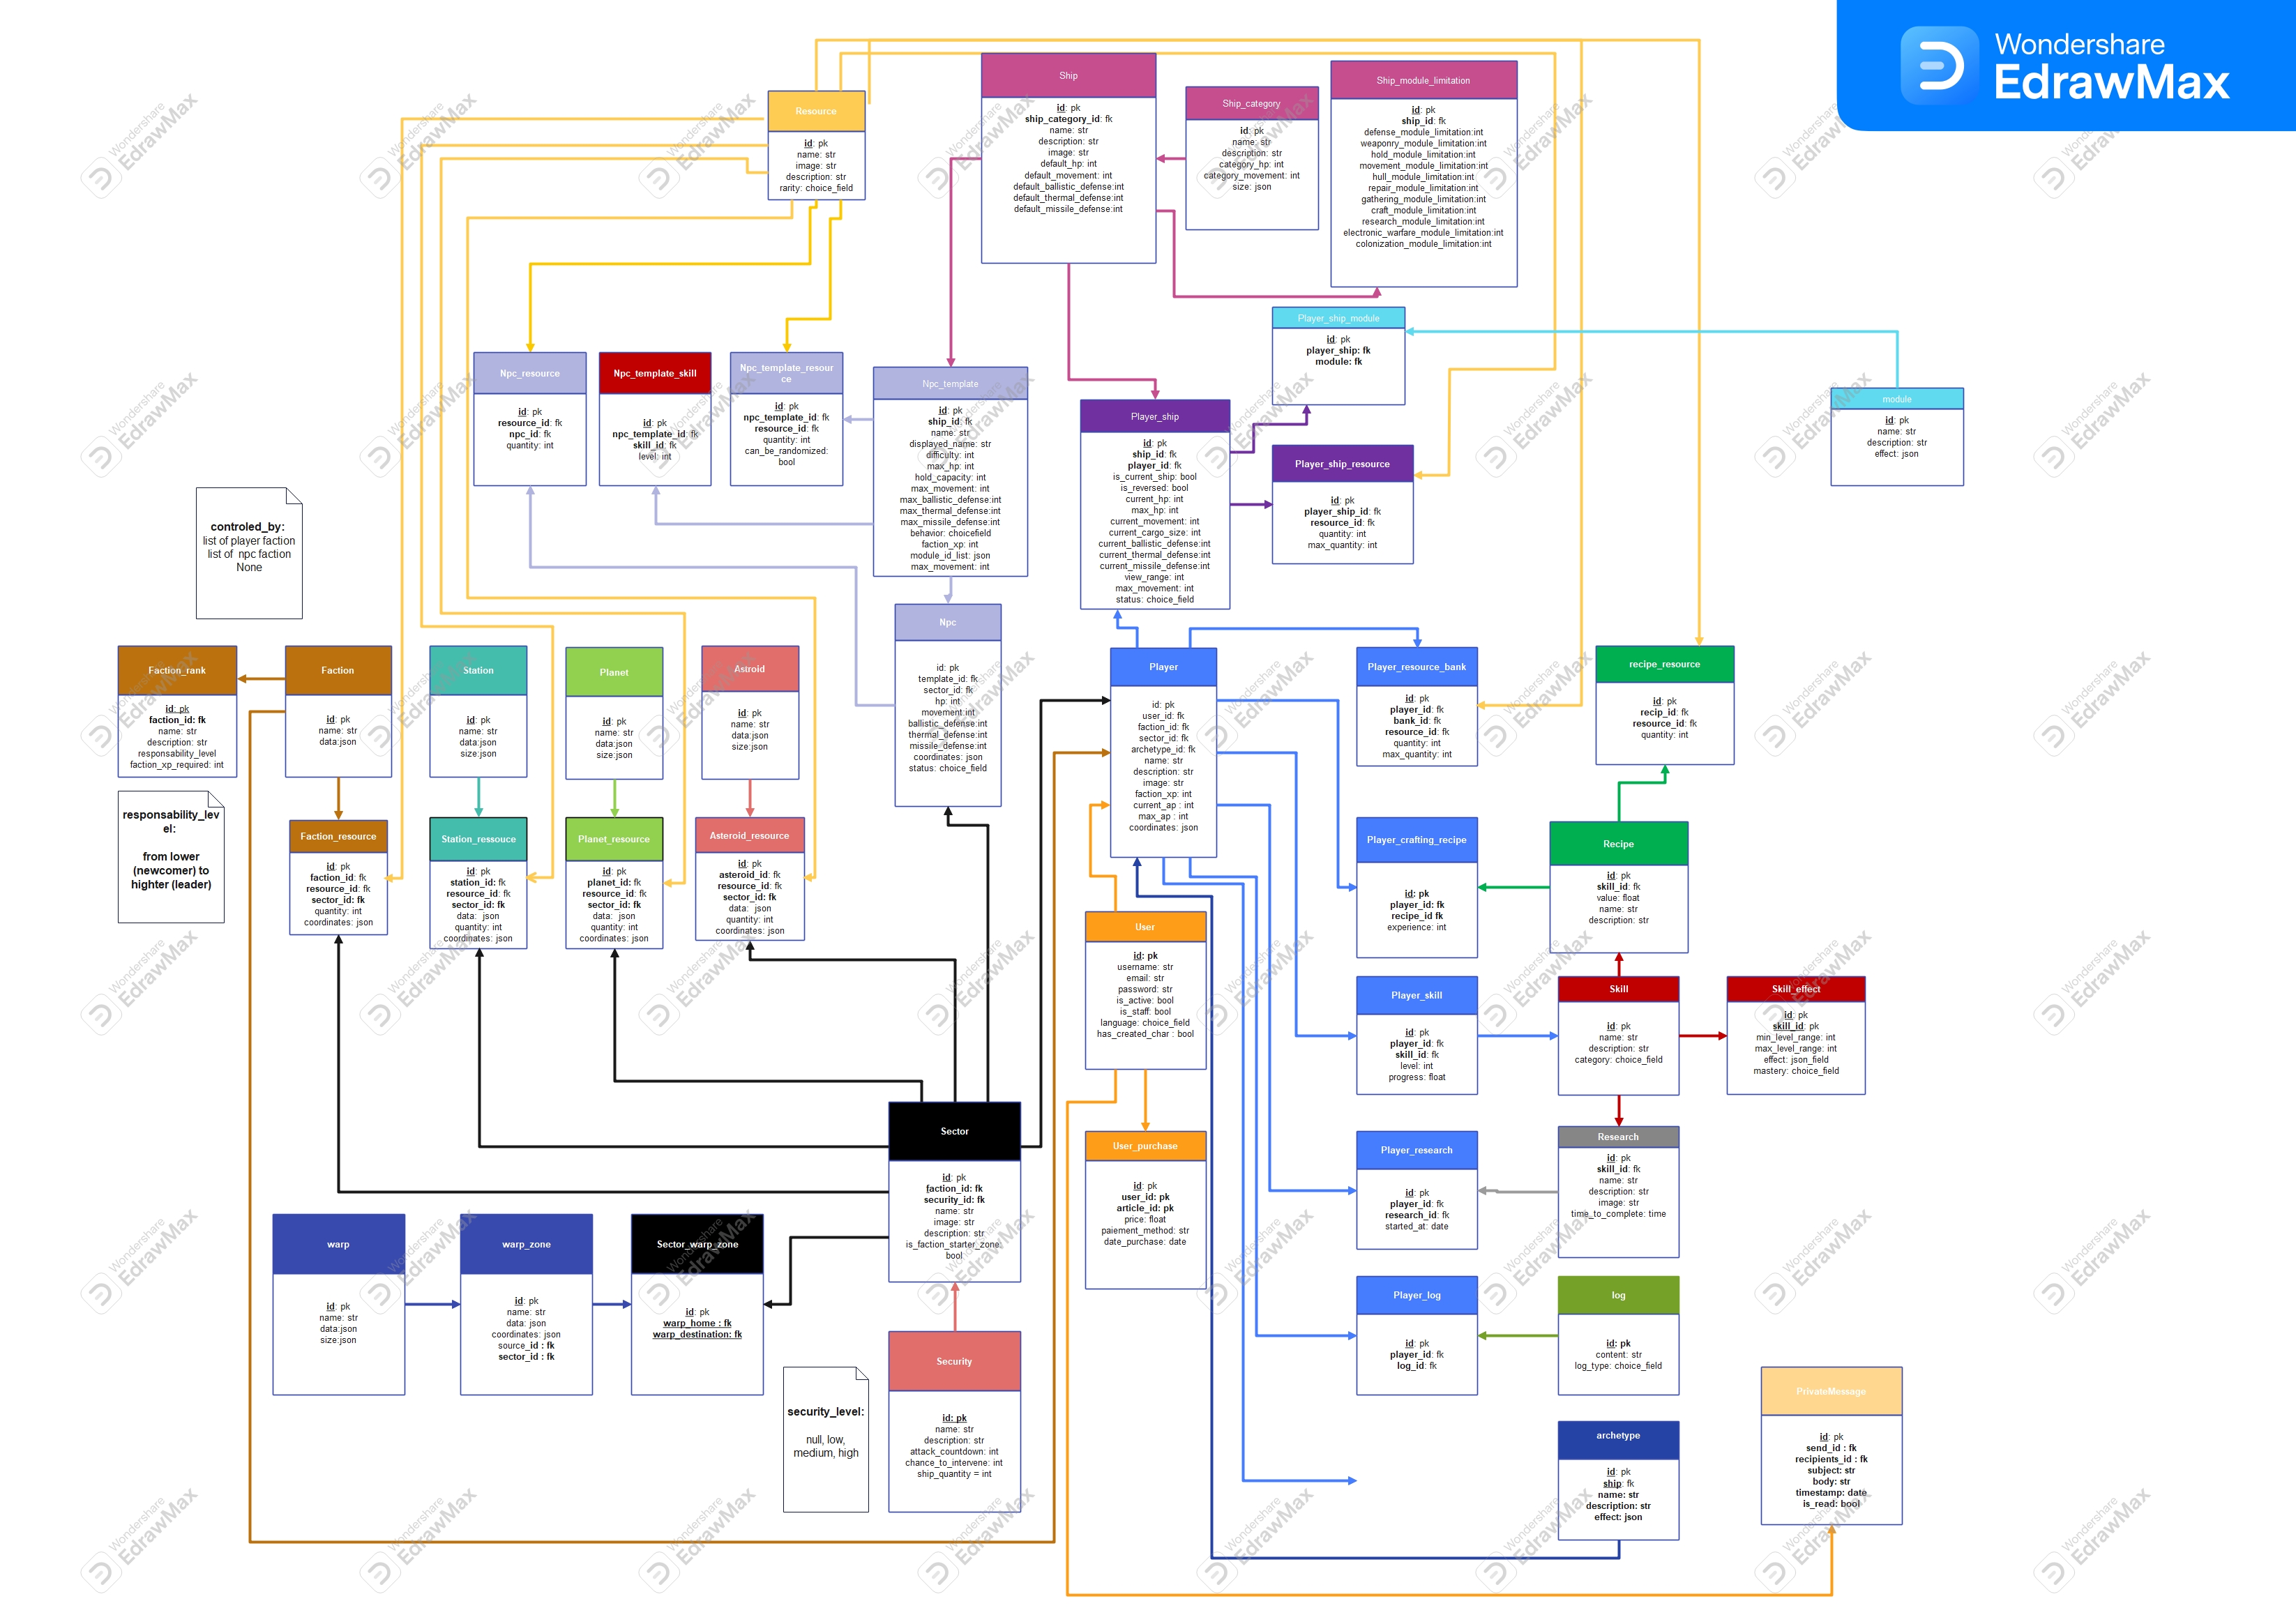 Wondershare
EdrawMax
Resource
id: pk
name: str
image: str
description: str
rarity: choice_field
Ship
id: pk
ship_category_id: fk
name: str
description: str
image: str
default_hp: int
default_movement: int
default_ballistic_defense:int
default_thermal_defense:int
default_missile_defense:int
Ship_category
id: pk
name: str
description: str
category_hp: int
category_movement: int
size: json
Ship_module_limitation
id: pk
ship_id: fk
defense_module_limitation:int
weaponry_module_limitation:int
hold_module_limitation:int
movement_module_limitation:int
hull_module_limitation:int
repair_module_limitation:int
gathering_module_limitation:int
craft_module_limitation:int
research_module_limitation:int
electronic_warfare_module_limitation:int
colonization_module_limitation:int
Player_ship_module
id: pk
player_ship: fk
module: fk
Npc_resource
id: pk
resource_id: fk
npc_id: fk
quantity: int
Npc_template_skill
id: pk
npc_template_id: fk
skill_id: fk
level: int
Npc_template_resour
ce
id: pk
npc_template_id: fk
resource_id: fk
quantity: int
can_be_randomized:
bool
Npc_template
id: pk
ship_id: fk
name: str
displayed_name: str
difficulty: int
max_hp: int
hold_capacity: int
max_movement: int
max_ballistic_defense:int
max_thermal_defense:int
max_missile_defense:int
behavior: choicefield
faction_xp: int
module_id_list: json
max_movement: int
Player_ship
id: pk
ship_id: fk
player_id: fk
is_current_ship: bool
is_reversed: bool
current_hp: int
max_hp: int
current_movement: int
current_cargo_size: int
current_ballistic_defense:int
current_thermal_defense:int
current_missile_defense:int
view_range: int
max_movement: int
status: choice_field
Player_ship_resource
id: pk
player_ship_id: fk
resource_id: fk
quantity: int
max_quantity: int
module
id: pk
name: str
description: str
effect: json
controled_by:
list of player faction
list of  npc faction
None
Faction_rank
id: pk
faction_id: fk
name: str
description: str
responsability_level
faction_xp_required: int
Faction
id: pk
name: str
data:json
Station
id: pk
name: str
data:json
size:json
Planet
id: pk
name: str
data:json
size:json
Astroid
id: pk
name: str
data:json
size:json
Npc
id: pk
template_id: fk
sector_id: fk
hp: int
movement:int
ballistic_defense:int
thermal_defense:int
missile_defense:int
coordinates: json
status: choice_field
Player
id: pk
user_id: fk
faction_id: fk
sector_id: fk
archetype_id: fk
name: str
description: str
image: str
faction_xp: int
current_ap : int
max_ap : int
coordinates: json
Player_resource_bank
id: pk
player_id: fk
bank_id: fk
resource_id: fk
quantity: int
max_quantity: int
recipe_resource
id: pk
recip_id: fk
resource_id: fk
quantity: int
responsability_lev
el:
from lower
(newcomer) to
highter (leader)
Faction_resource
id: pk
faction_id: fk
resource_id: fk
sector_id: fk
quantity: int
coordinates: json
Station_ressouce
id: pk
station_id: fk
resource_id: fk
sector_id: fk
data:  json
quantity: int
coordinates: json
Planet_resource
id: pk
planet_id: fk
resource_id: fk
sector_id: fk
data:  json
quantity: int
coordinates: json
Asteroid_resource
id: pk
asteroid_id: fk
resource_id: fk
sector_id: fk
data:  json
quantity: int
coordinates: json
Player_crafting_recipe
id: pk
player_id: fk
recipe_id fk
experience: int
Recipe
id: pk
skill_id: fk
value: float
name: str
description: str
User
id: pk
username: str
email: str
password: str
is_active: bool
is_staff: bool
language: choice_field
has_created_char : bool
Player_skill
id: pk
player_id: fk
skill_id: fk
level: int
progress: float
Skill
id: pk
name: str
description: str
category: choice_field
Skill_effect
id: pk
skill_id: pk
min_level_range: int
max_level_range: int
effect: json_field
mastery: choice_field
Sector
id: pk
faction_id: fk
security_id: fk
name: str
image: str
description: str
is_faction_starter_zone:
bool
User_purchase
id: pk
user_id: pk
article_id: pk
price: float
paiement_method: str
date_purchase: date
Player_research
id: pk
player_id: fk
research_id: fk
started_at: date
Research
id: pk
skill_id: fk
name: str
description: str
image: str
time_to_complete: time
warp
id: pk
name: str
data:json
size:json
warp_zone
id: pk
name: str
data: json
coordinates: json
source_id : fk
sector_id : fk
Sector_warp_zone
id: pk
warp_home : fk
warp_destination: fk
Player_log
id: pk
player_id: fk
log_id: fk
log
id: pk
content: str
log_type: choice_field
security_level:
null, low,
medium, high
Security
id: pk
name: str
description: str
attack_countdown: int
chance_to_intervene: int
ship_quantity = int
archetype
id: pk
ship: fk
name: str
description: str
effect: json
PrivateMessage
id: pk
send_id : fk
recipients_id : fk
subject: str
body: str
timestamp: date
is_read: bool